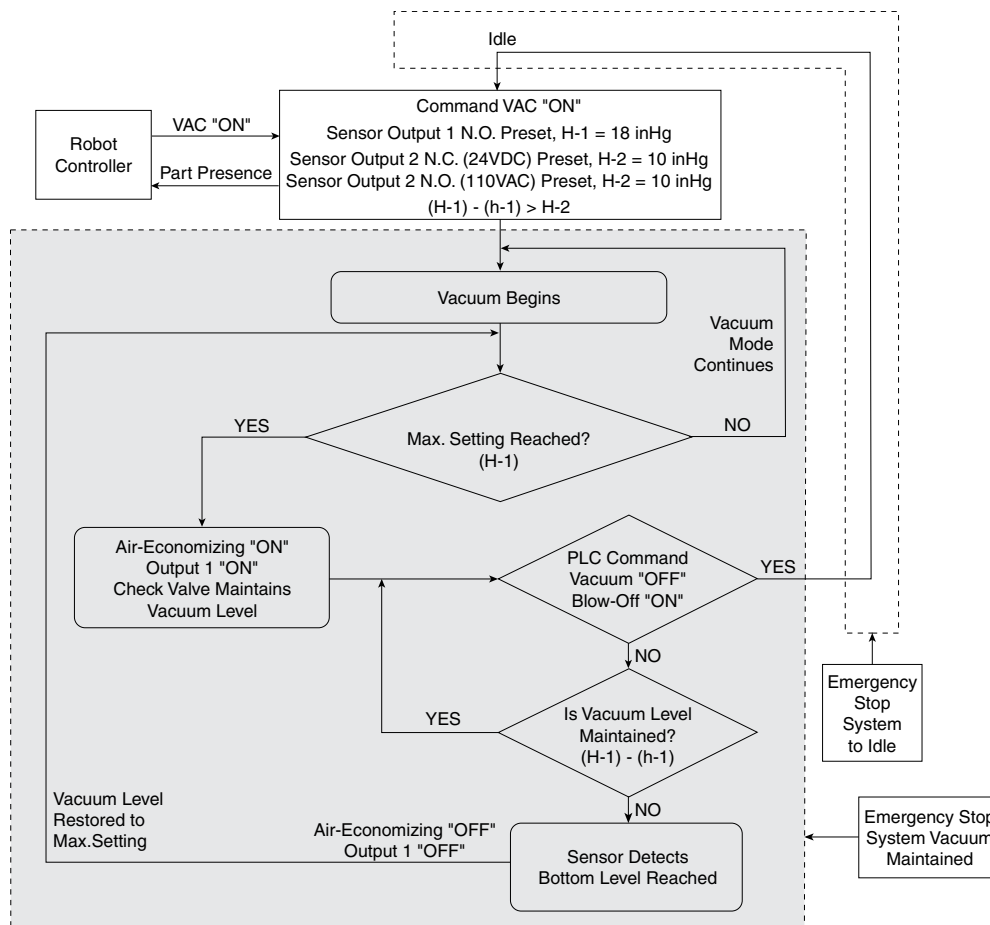 Idle
Command VAC "ON"
Sensor Output 1 N.O. Preset, H-1 = 18 inHg
Sensor Output 2 N.C. (24VDC) Preset, H-2 = 10 inHg
Sensor Output 2 N.O. (110VAC) Preset, H-2 = 10 inHg
(H-1) - (h-1) > H-2
Robot
Controller
VAC "ON"
Part Presence
Vacuum Begins
Vacuum
Mode
Continues
YES
Max. Setting Reached?
(H-1)
NO
Air-Economizing "ON"
Output 1 "ON"
Check Valve Maintains
Vacuum Level
PLC Command
Vacuum "OFF"
Blow-Off "ON"
YES
NO
Emergency
Stop
System
to Idle
YES
Is Vacuum Level
Maintained?
(H-1) - (h-1)
NO
Vacuum Level
Restored to
Max.Setting
Air-Economizing "OFF"
Output 1 "OFF"
Sensor Detects
Bottom Level Reached
Emergency Stop
System Vacuum
Maintained